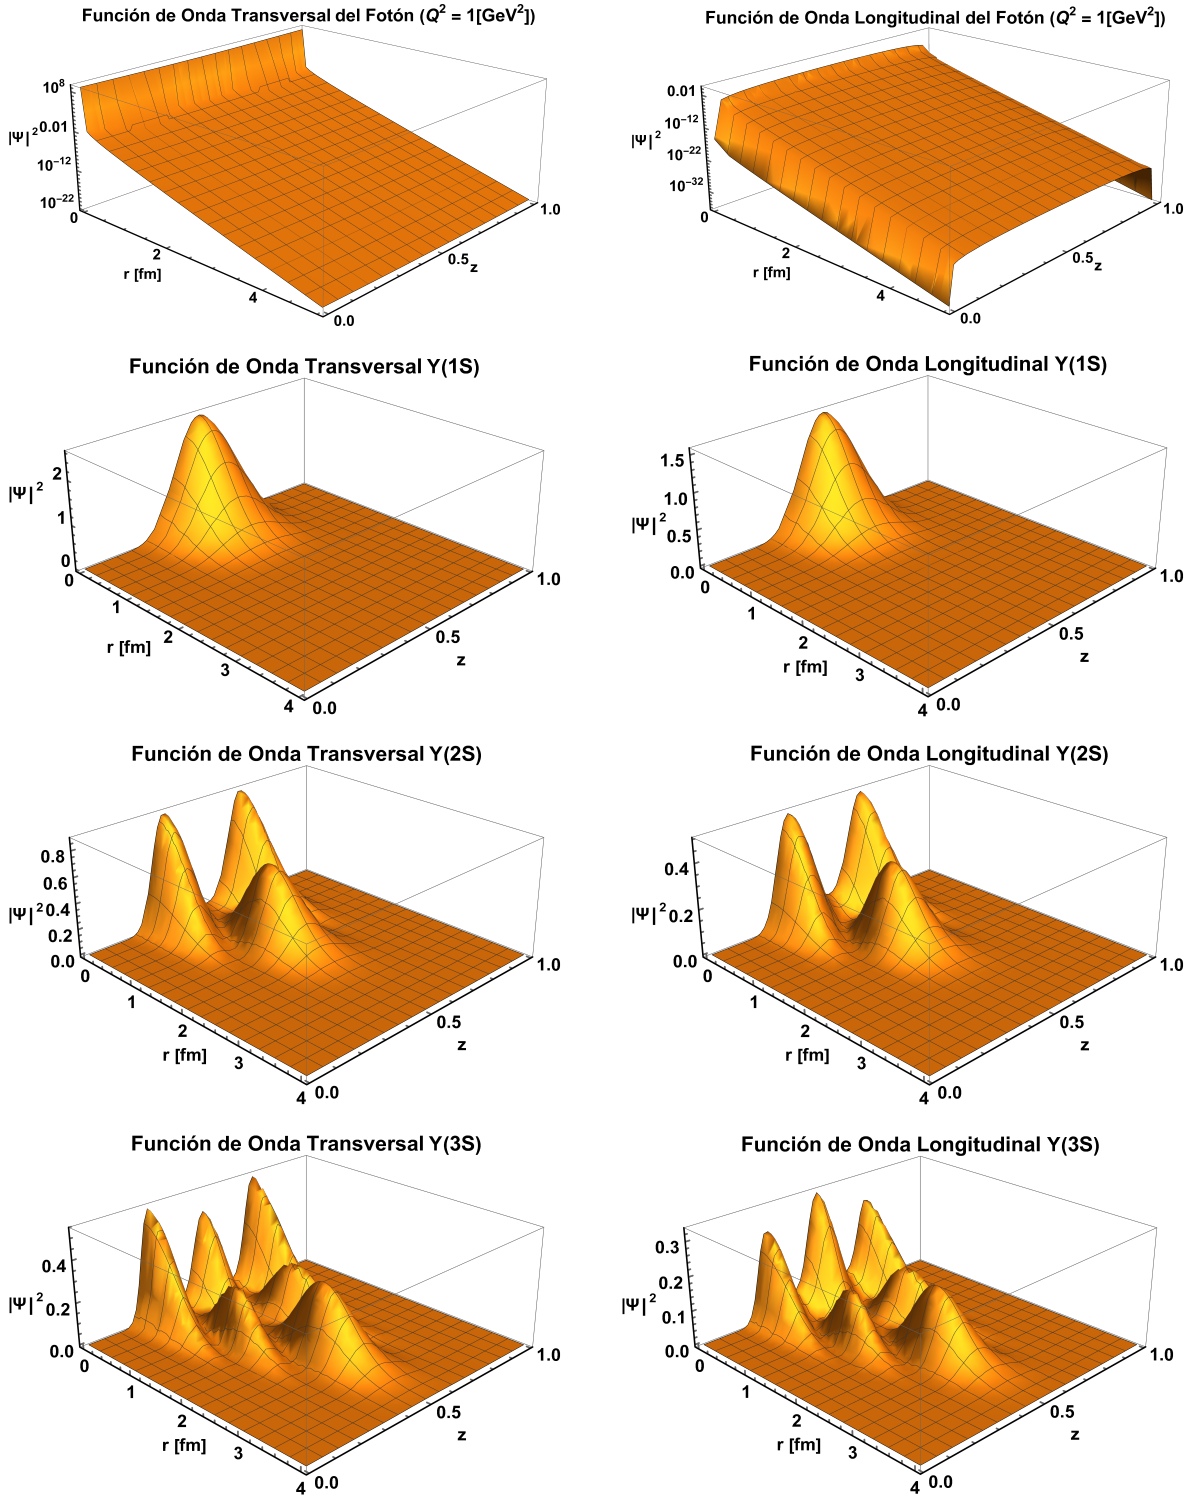 Función de Onda Transversal del Fotón (Q² = 1[GeV²])
10⁸
0.01
10⁻¹²
10⁻²²
|Ψ|²
0
2
4
r [fm]
0.0
0.5
1.0
z
Función de Onda Longitudinal del Fotón (Q² = 1[GeV²])
0.01
10⁻¹²
10⁻²²
10⁻³²
|Ψ|²
0
2
4
r [fm]
0.0
0.5
1.0
z
Función de Onda Transversal Υ(1S)
2
1
0
|Ψ|²
0
1
2
3
4
r [fm]
0.0
0.5
1.0
z
Función de Onda Longitudinal Υ(1S)
1.5
1.0
0.5
0.0
|Ψ|²
0
1
2
3
4
r [fm]
0.0
0.5
1.0
z
Función de Onda Transversal Υ(2S)
0.8
0.6
0.4
0.2
0.0
|Ψ|²
0
1
2
3
4
r [fm]
0.0
0.5
1.0
z
Función de Onda Longitudinal Υ(2S)
0.4
0.2
0.0
|Ψ|²
0
1
2
3
4
r [fm]
0.0
0.5
1.0
z
Función de Onda Transversal Υ(3S)
0.4
0.2
0.0
|Ψ|²
0
1
2
3
4
r [fm]
0.0
0.5
1.0
z
Función de Onda Longitudinal Υ(3S)
0.3
0.2
0.1
0.0
|Ψ|²
0
1
2
3
4
r [fm]
0.0
0.5
1.0
z